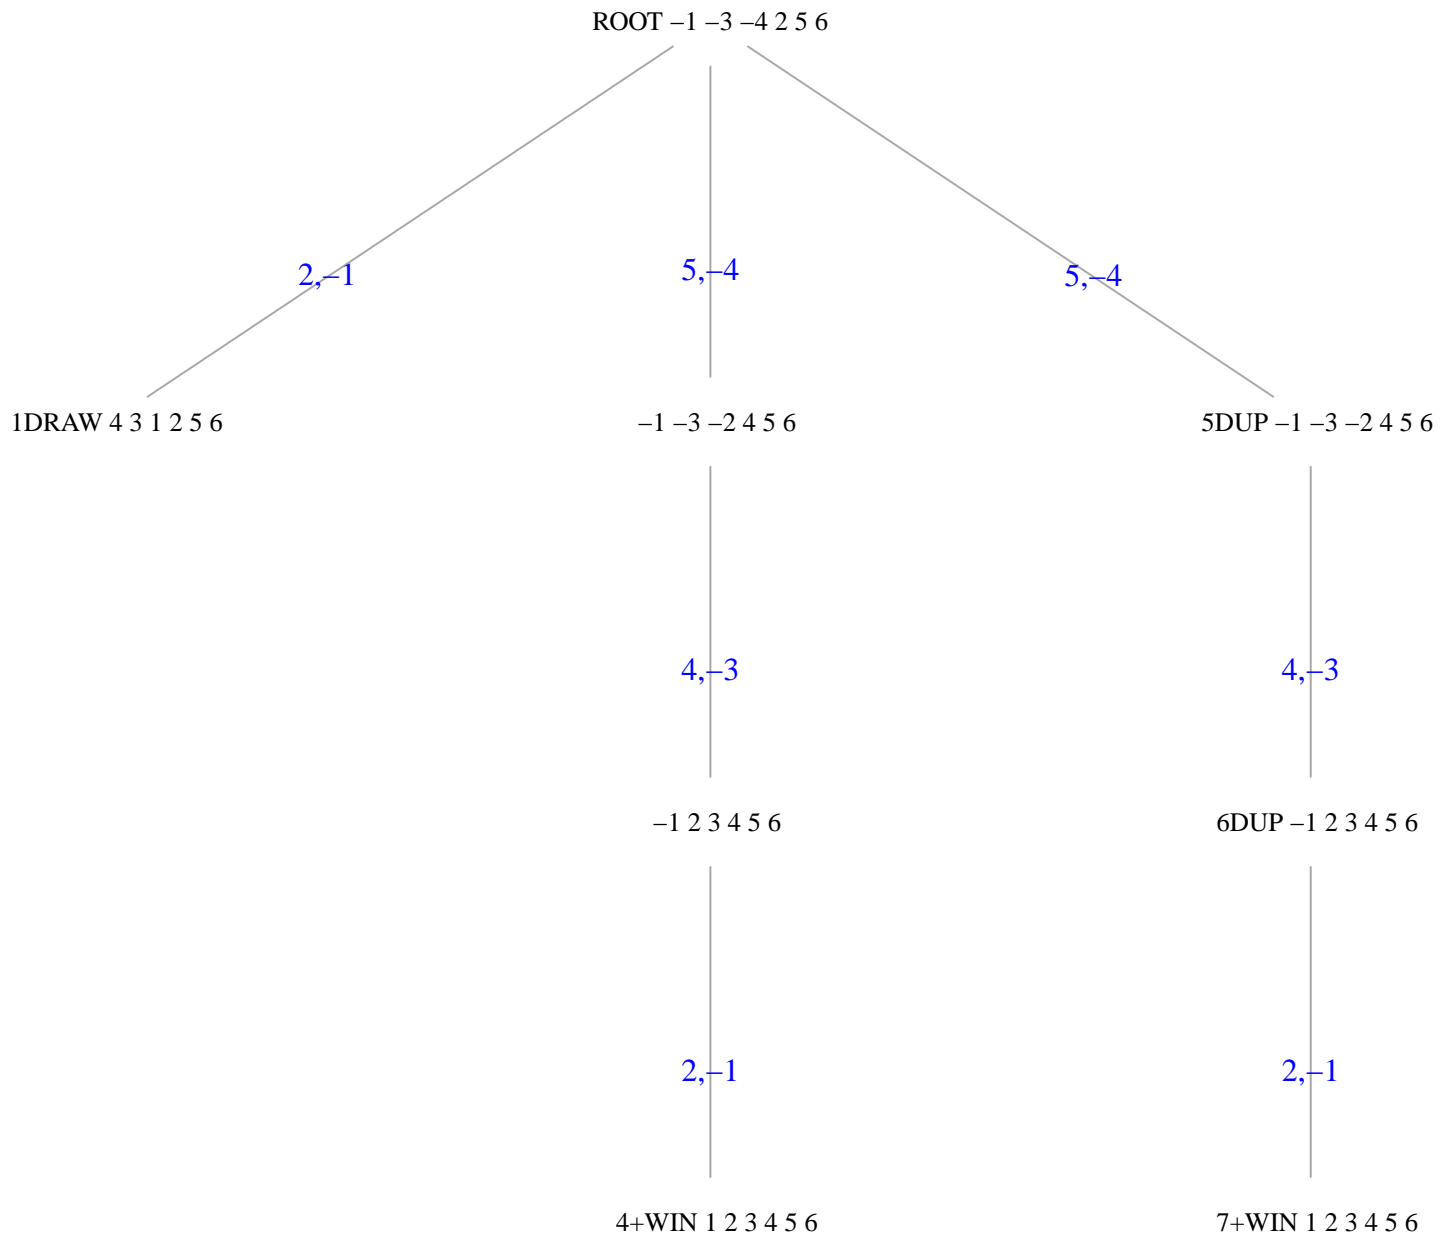 ROOT –1 –3 –4 2 5 6
2,–1
5,–4
5,–4
1DRAW 4 3 1 2 5 6
–1 –3 –2 4 5 6
5DUP –1 –3 –2 4 5 6
4,–3
4,–3
–1 2 3 4 5 6
6DUP –1 2 3 4 5 6
2,–1
2,–1
4+WIN 1 2 3 4 5 6
7+WIN 1 2 3 4 5 6